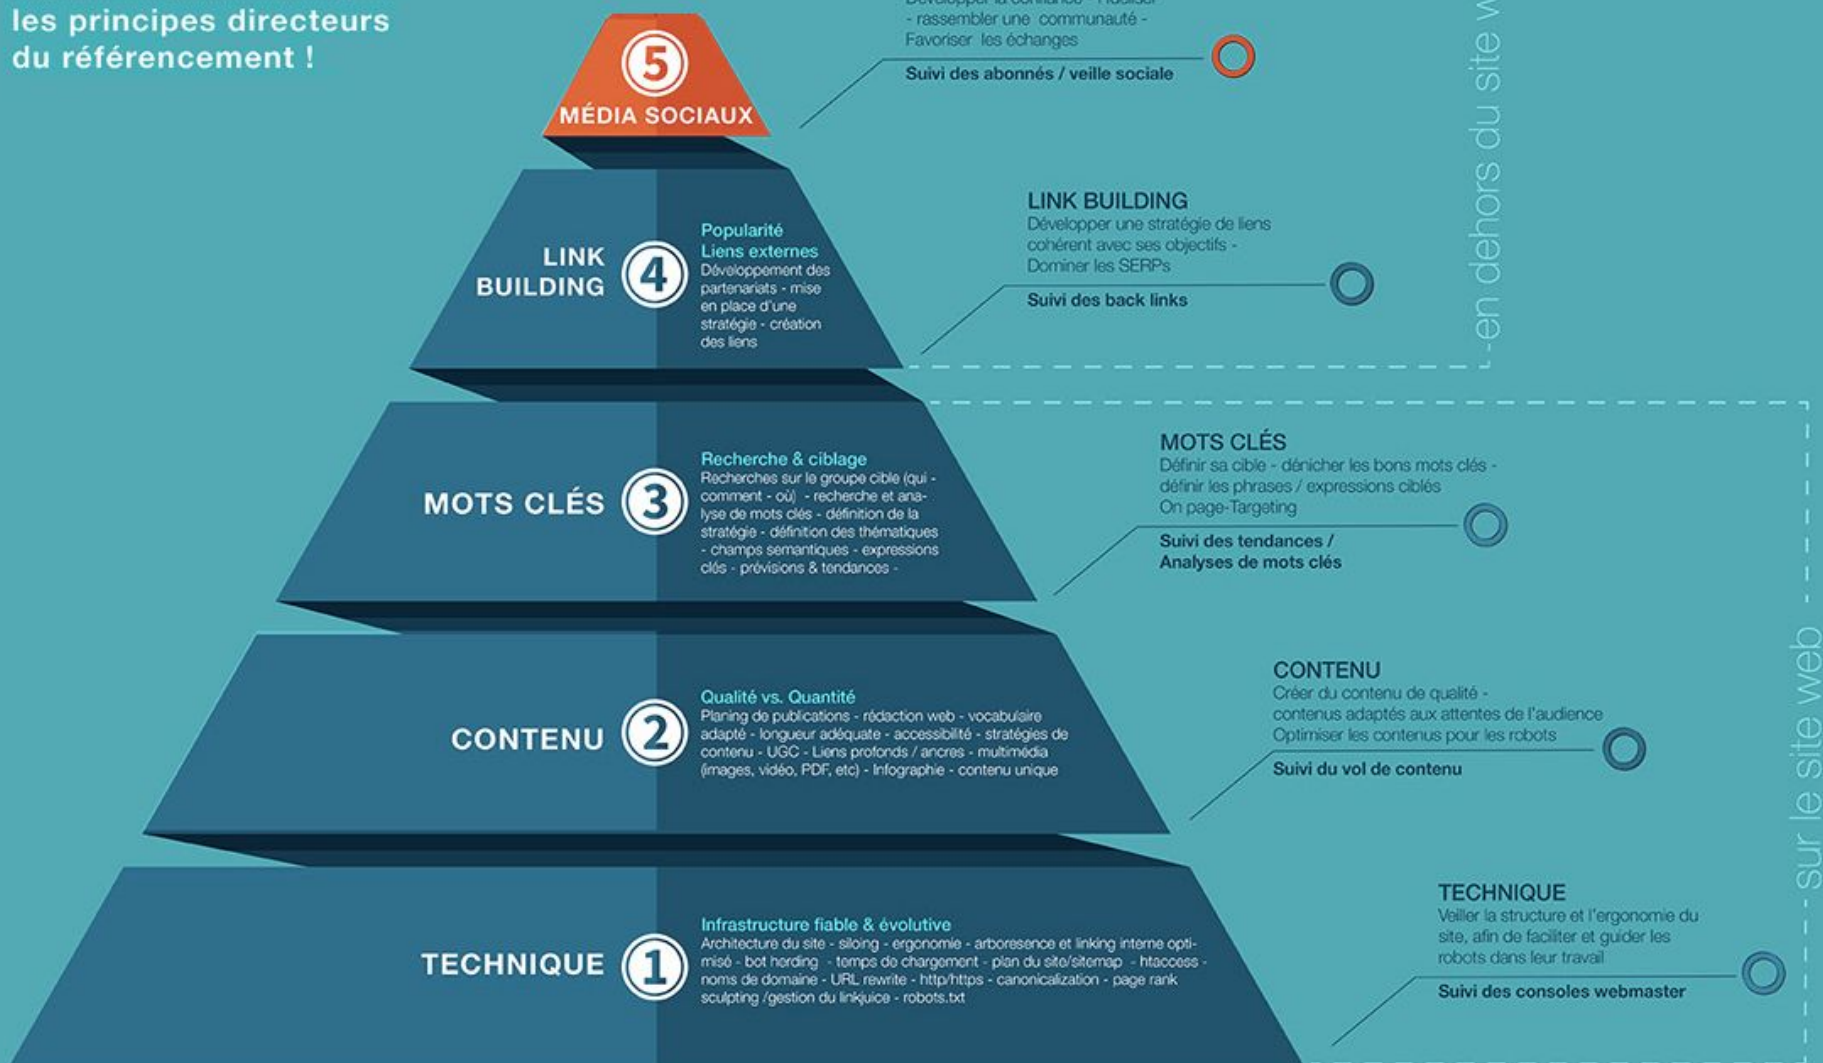 les principes directeurs
du référencement !
- rassembler une communauté -
Favoriser les échanges
Suivi des abonnés / veille sociale
5
MÉDIA SOCIAUX
en dehors du site w
LINK
BUILDING
4
Popularité
Liens externes
Développement des
partenariats - mise
en place d'une
stratégie - création
des liens
LINK BUILDING
Développer une stratégie de liens
cohérent avec ses objectifs -
Dominer les SERPs
Suivi des back links
MOTS CLÉS
3
Recherche & ciblage
Recherches sur le groupe cible (qui -
comment - où) - recherche et ana-
lyse de mots clés - définition de la
stratégie - définition des thématiques
- champs semantiques - expressions
clés - prévisions & tendances -
MOTS CLÉS
Définir sa cible - dénicher les bons mots clés -
définir les phrases / expressions ciblés
On page-Targeting
Suivi des tendances /
Analyses de mots clés
CONTENU
2
Qualité vs. Quantité
Planing de publications - rédaction web - vocabulaire
adapté - longueur adéquate - accessibilité - stratégies de
contenu - UGC - Liens profonds / ancres - multimédia
(images, vidéo, PDF, etc) - Infographie - contenu unique
CONTENU
Créer du contenu de qualité -
contenus adaptés aux attentes de l'audience
Optimiser les contenus pour les robots
Suivi du vol de contenu
sur le site web
TECHNIQUE
1
Infrastructure fiable & évolutive
Architecture du site - siloing - ergonomie - arboresence et linking interne opti-
misé - bot herding - temps de chargement - plan du site/sitemap - htaccess -
noms de domaine - URL rewrite - http/https - canonicalization - page rank
sculpting /gestion du linkjuice - robots.txt
TECHNIQUE
Veiller la structure et l'ergonomie du
site, afin de faciliter et guider les
robots dans leur travail
Suivi des consoles webmaster